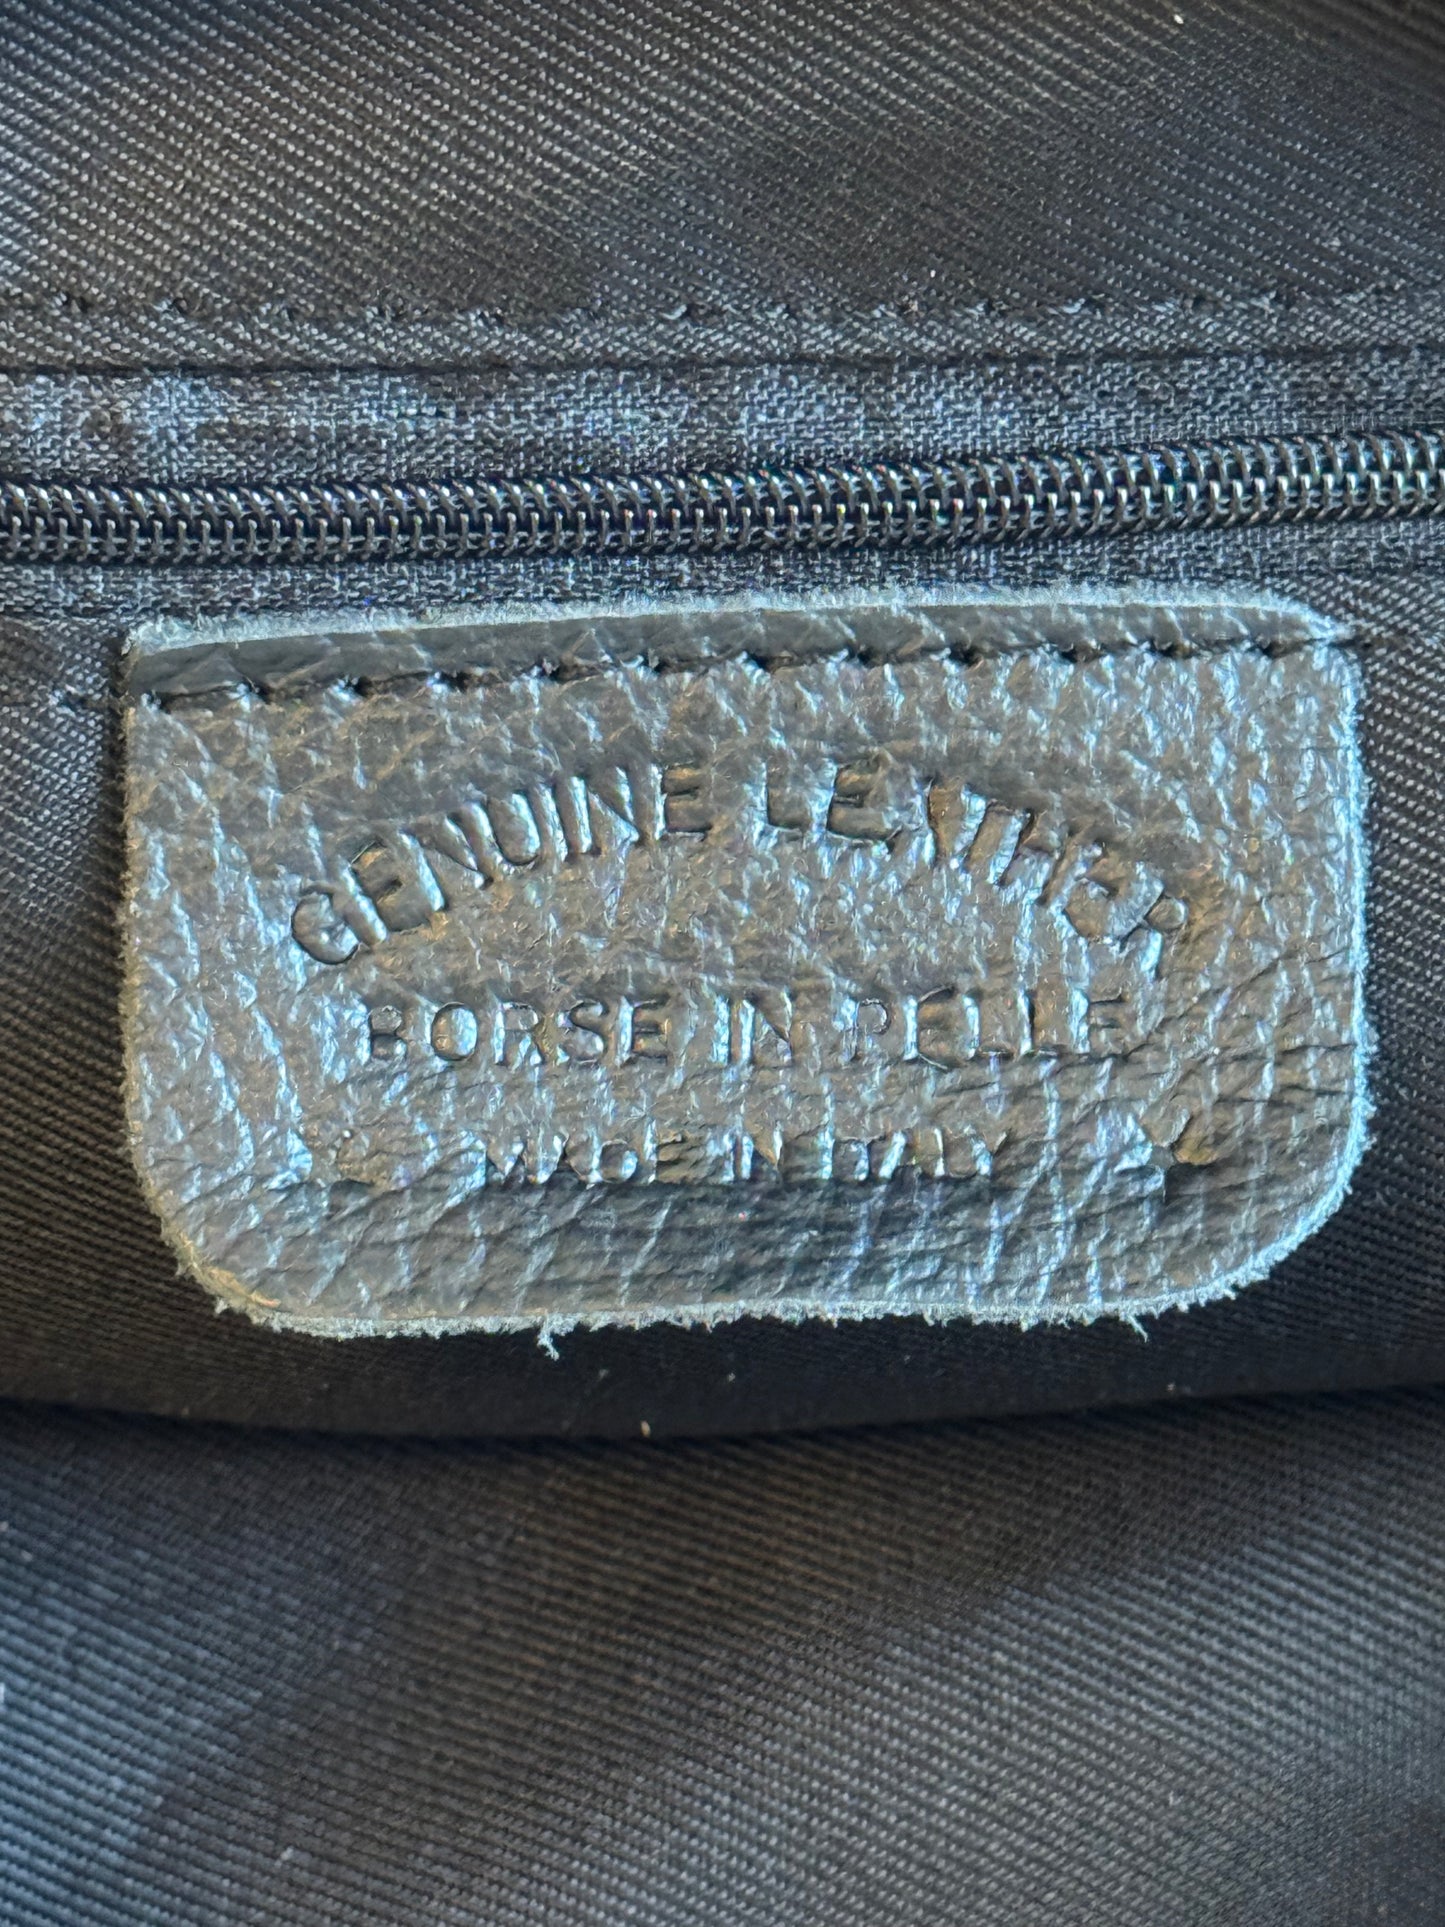 GENUINE LEATHER
BORSE IN PELLE
MADE IN ITALY